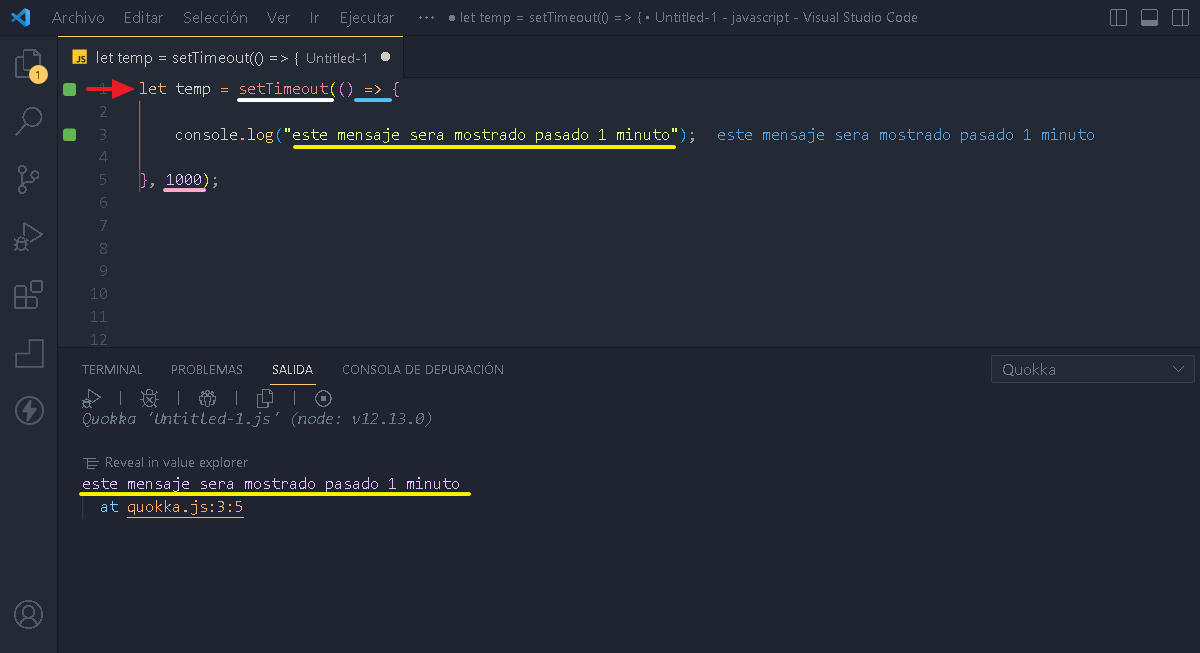 Archivo Editar Selección Ver Ir Ejecutar ··· ● let temp = setTimeout(() => { • Untitled-1 - javascript - Visual Studio Code
JS let temp = setTimeout(() => { Untitled-1 ●
1
1 let temp = setTimeout(() => {
2
3 console.log("este mensaje sera mostrado pasado 1 minuto"); este mensaje sera mostrado pasado 1 minuto
4
5 }, 1000);
6
7
8
9
10
11
12
TERMINAL PROBLEMAS SALIDA CONSOLA DE DEPURACIÓN Quokka
Quokka 'Untitled-1.js' (node: v12.13.0)
Reveal in value explorer
este mensaje sera mostrado pasado 1 minuto
at quokka.js:3:5